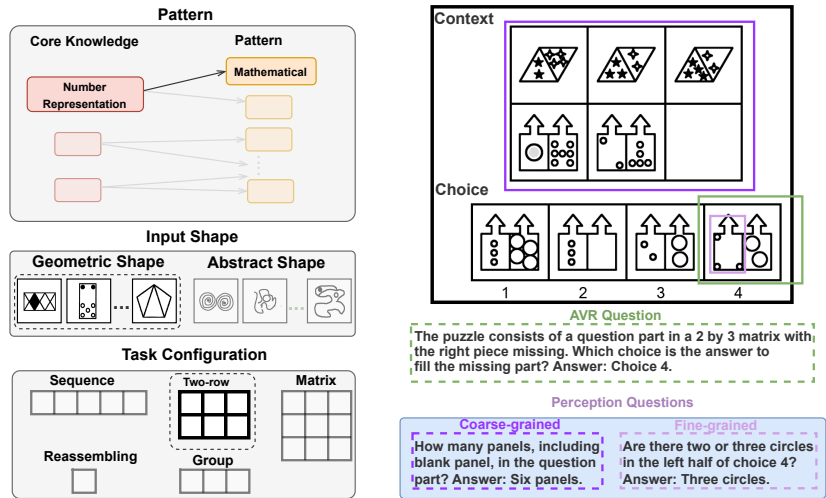 Pattern
Core Knowledge
Pattern
Number
Representation
Mathematical
Input Shape
Geometric Shape
Abstract Shape
...
...
Task Configuration
Sequence
Two-row
Matrix
Reassembling
Group
Context
Choice
1
2
3
4
AVR Question
The puzzle consists of a question part in a 2 by 3 matrix with
the right piece missing. Which choice is the answer to
fill the missing part? Answer: Choice 4.
Perception Questions
Coarse-grained
How many panels, including
blank panel, in the question
part? Answer: Six panels.
Fine-grained
Are there two or three circles
in the left half of choice 4?
Answer: Three circles.